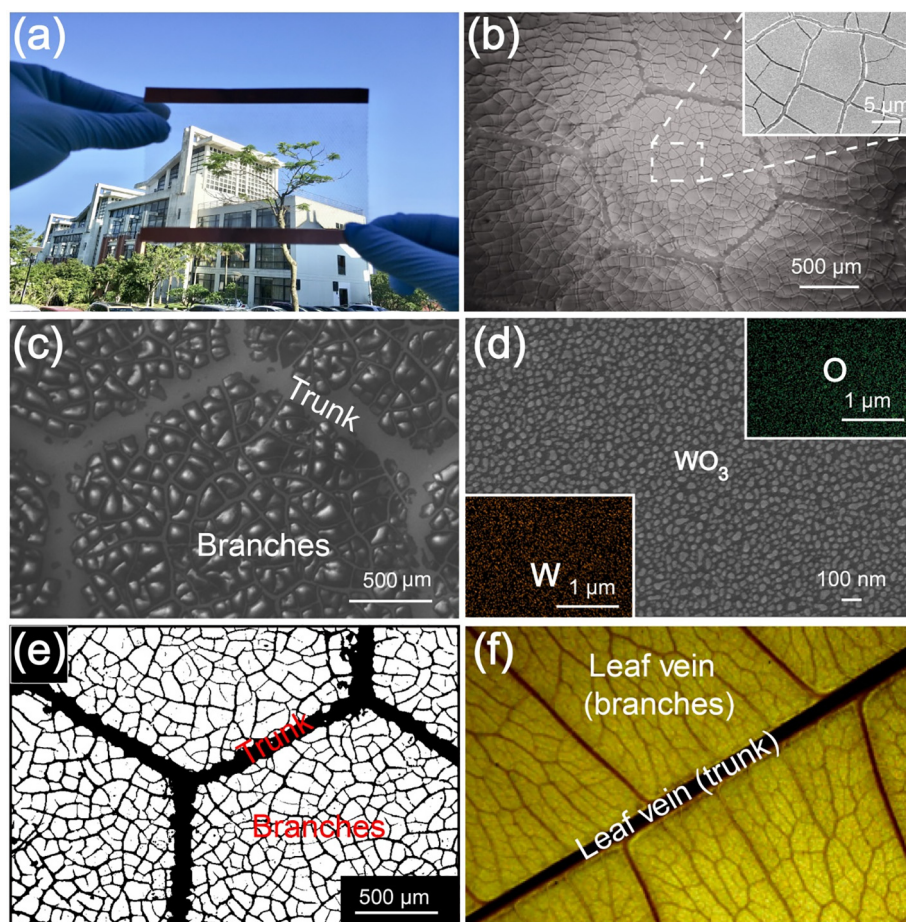 (a)
(b)
5 µm
500 µm
(c)
Trunk
Branches
500 µm
(d)
O
1 µm
WO₃
W
1 µm
100 nm
(e)
Trunk
Branches
500 µm
(f)
Leaf vein
(branches)
Leaf vein (trunk)